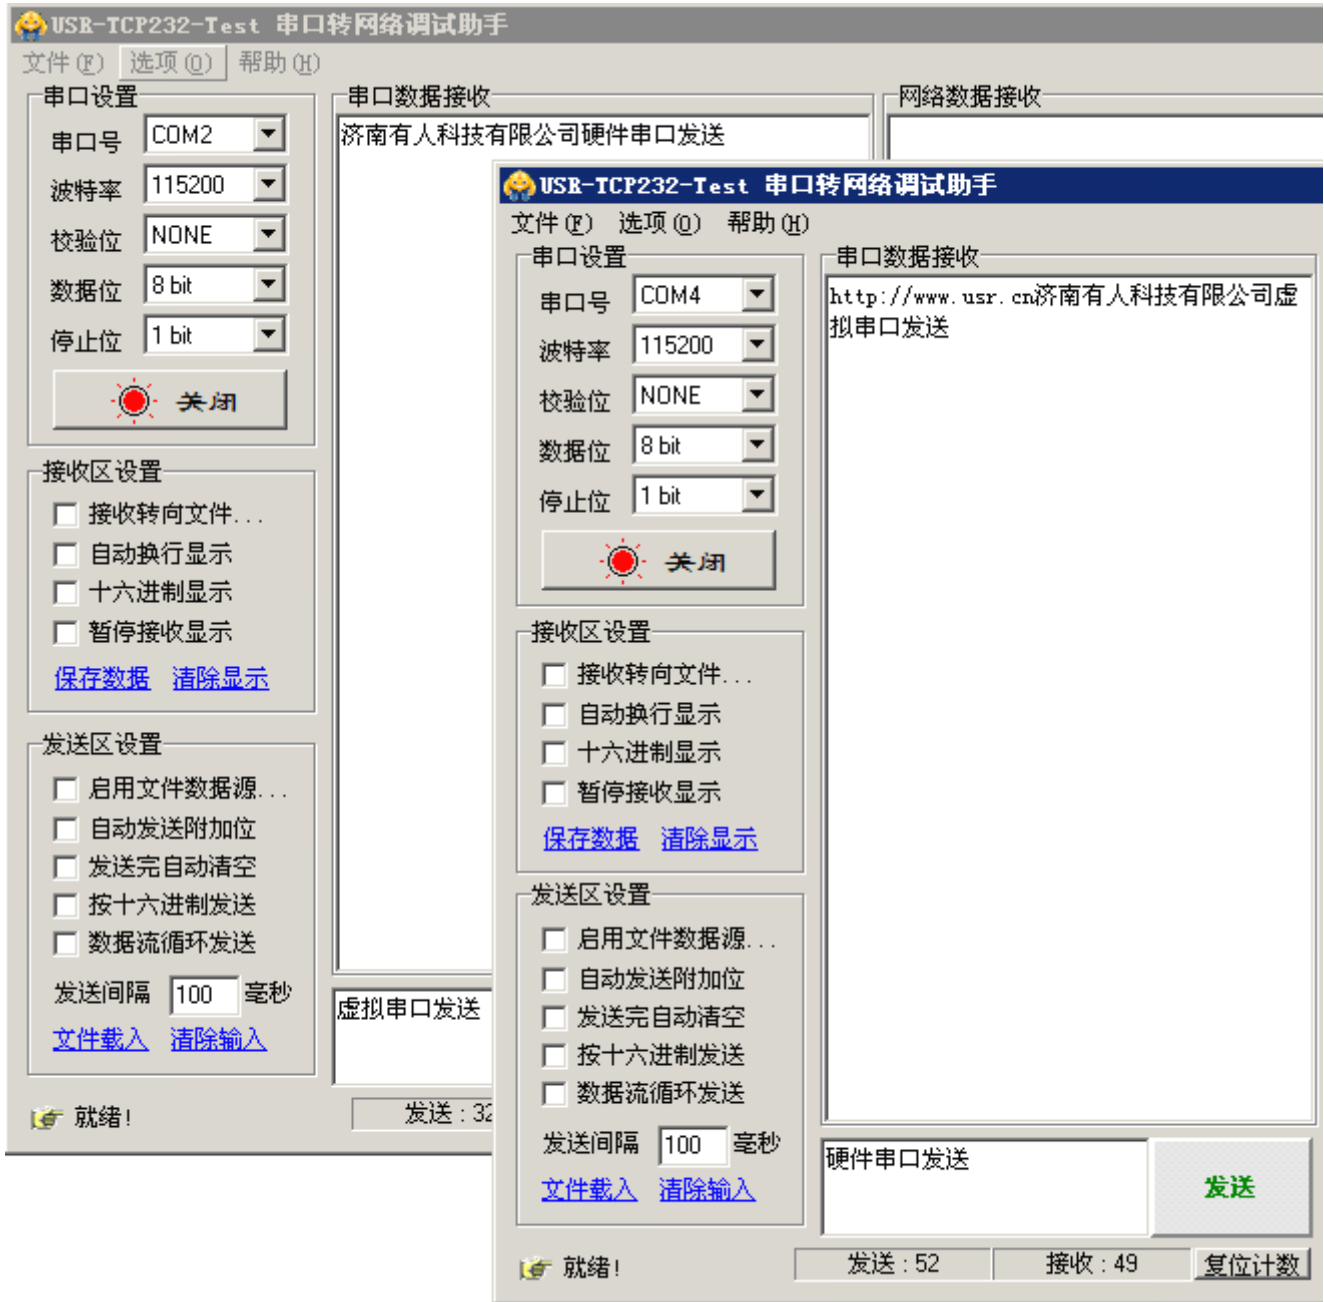 USR-TCP232-Test 串口转网络调试助手
文件(F) 选项(O) 帮助(H)
串口设置
串口号 COM2
波特率 115200
校验位 NONE
数据位 8 bit
停止位 1 bit
关闭
接收区设置
接收转向文件...
自动换行显示
十六进制显示
暂停接收显示
保存数据 清除显示
发送区设置
启用文件数据源...
自动发送附加位
发送完自动清空
按十六进制发送
数据流循环发送
发送间隔 100 毫秒
文件载入 清除输入
就绪!
串口数据接收
济南有人科技有限公司硬件串口发送
虚拟串口发送
发送:32
网络数据接收
USR-TCP232-Test 串口转网络调试助手
文件(F) 选项(O) 帮助(H)
串口设置
串口号 COM4
波特率 115200
校验位 NONE
数据位 8 bit
停止位 1 bit
关闭
接收区设置
接收转向文件...
自动换行显示
十六进制显示
暂停接收显示
保存数据 清除显示
发送区设置
启用文件数据源...
自动发送附加位
发送完自动清空
按十六进制发送
数据流循环发送
发送间隔 100 毫秒
文件载入 清除输入
就绪!
串口数据接收
http://www.usr.cn济南有人科技有限公司虚
拟串口发送
硬件串口发送
发送
发送:52 接收:49 复位计数